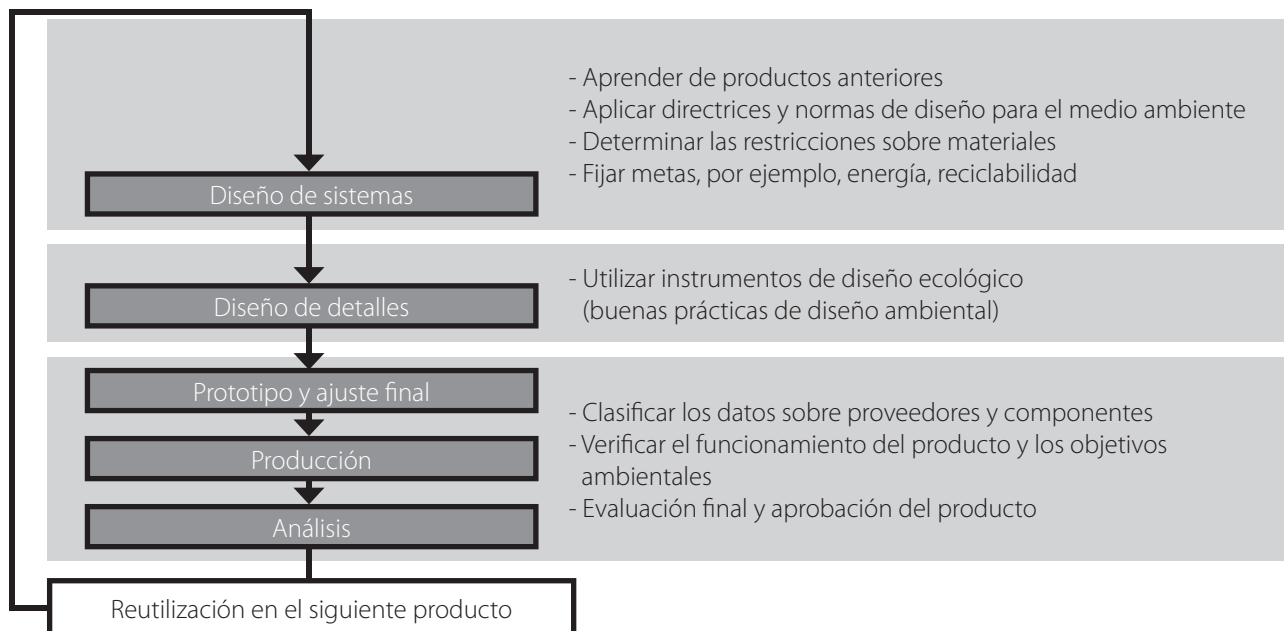 - Aprender de productos anteriores
- Aplicar directrices y normas de diseño para el medio ambiente
- Determinar las restricciones sobre materiales
- Fijar metas, por ejemplo, energía, reciclabilidad
Diseño de sistemas
- Utilizar instrumentos de diseño ecológico
(buenas prácticas de diseño ambiental)
Diseño de detalles
Prototipo y ajuste final
- Clasificar los datos sobre proveedores y componentes
- Verificar el funcionamiento del producto y los objetivos
ambientales
- Evaluación final y aprobación del producto
Producción
Análisis
Reutilización en el siguiente producto